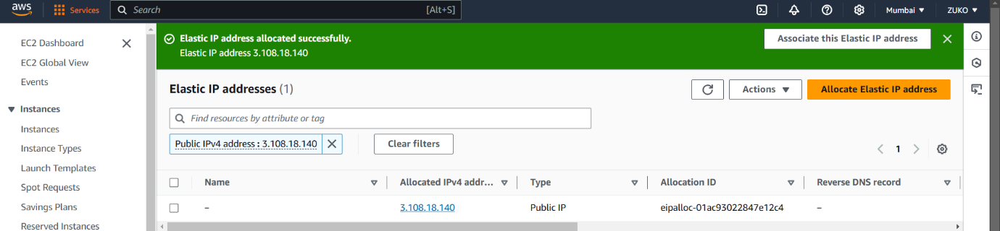 aws Services Search [Alt+S] Mumbai ▼ ZUKO ▼
EC2 Dashboard
EC2 Global View
Events
Instances
Instances
Instance Types
Launch Templates
Spot Requests
Savings Plans
Reserved Instances
Elastic IP address allocated successfully.
Elastic IP address 3.108.18.140
Associate this Elastic IP address
Elastic IP addresses (1)
Actions ▼
Allocate Elastic IP address
Find resources by attribute or tag
Public IPv4 address : 3.108.18.140
Clear filters
1
Name Allocated IPv4 addr... Type Allocation ID Reverse DNS record
– 3.108.18.140 Public IP eipalloc-01ac93022847e12c4 –